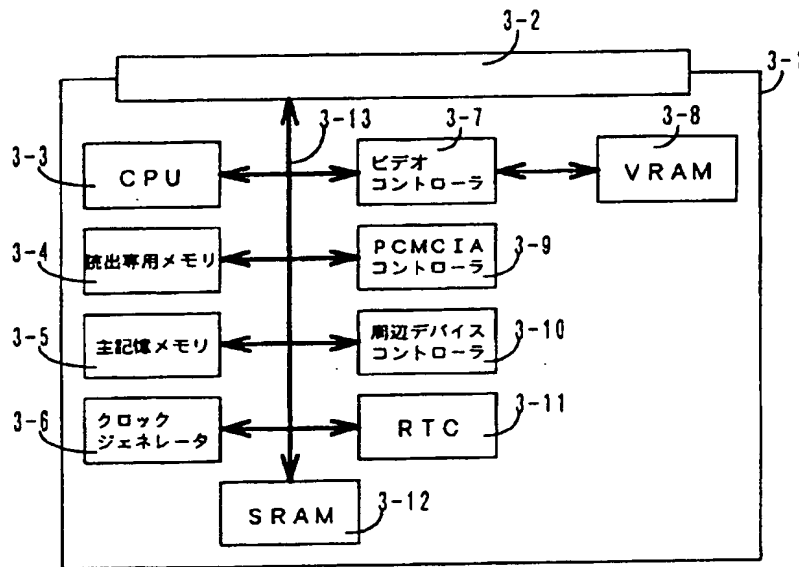 3-2
3-1
3-13
3-7
3-8
3-3
CPU
ビデオ
コントローラ
VRAM
3-4
読出専用メモリ
PCMCIA
コントローラ
3-9
3-5
主記憶メモリ
周辺デバイス
コントローラ
3-10
3-6
クロック
ジェネレータ
RTC
3-11
SRAM
3-12